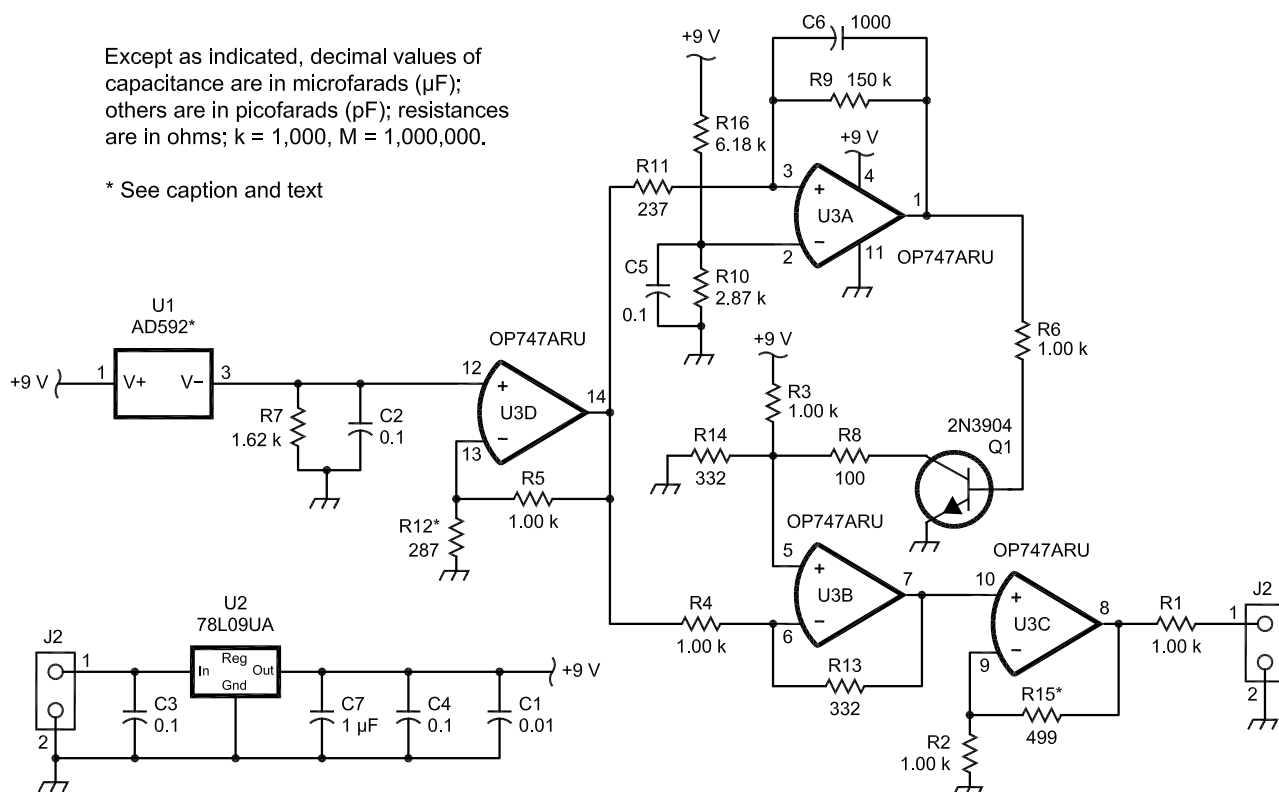 Except as indicated, decimal values of
capacitance are in microfarads (µF);
others are in picofarads (pF); resistances
are in ohms; k = 1,000, M = 1,000,000.
* See caption and text
C6 1000
+9 V
R9 150 k
R16
6.18 k
+9 V
R11
237
3
4
+
U3A
1
−
2
11
OP747ARU
C5
0.1
R10
2.87 k
R6
1.00 k
U1
AD592*
+9 V
1
V+
V−
3
R7
1.62 k
C2
0.1
OP747ARU
12
+
U3D
14
−
13
R5
1.00 k
R12*
287
+9 V
R3
1.00 k
R14
332
R8
100
2N3904
Q1
OP747ARU
5
+
U3B
7
−
6
R4
1.00 k
R13
332
OP747ARU
10
+
U3C
8
−
9
R15*
499
R2
1.00 k
R1
1.00 k
J2
1
2
J2
1
2
U2
78L09UA
In
Reg
Out
Gnd
+9 V
C3
0.1
C7
1 µF
C4
0.1
C1
0.01